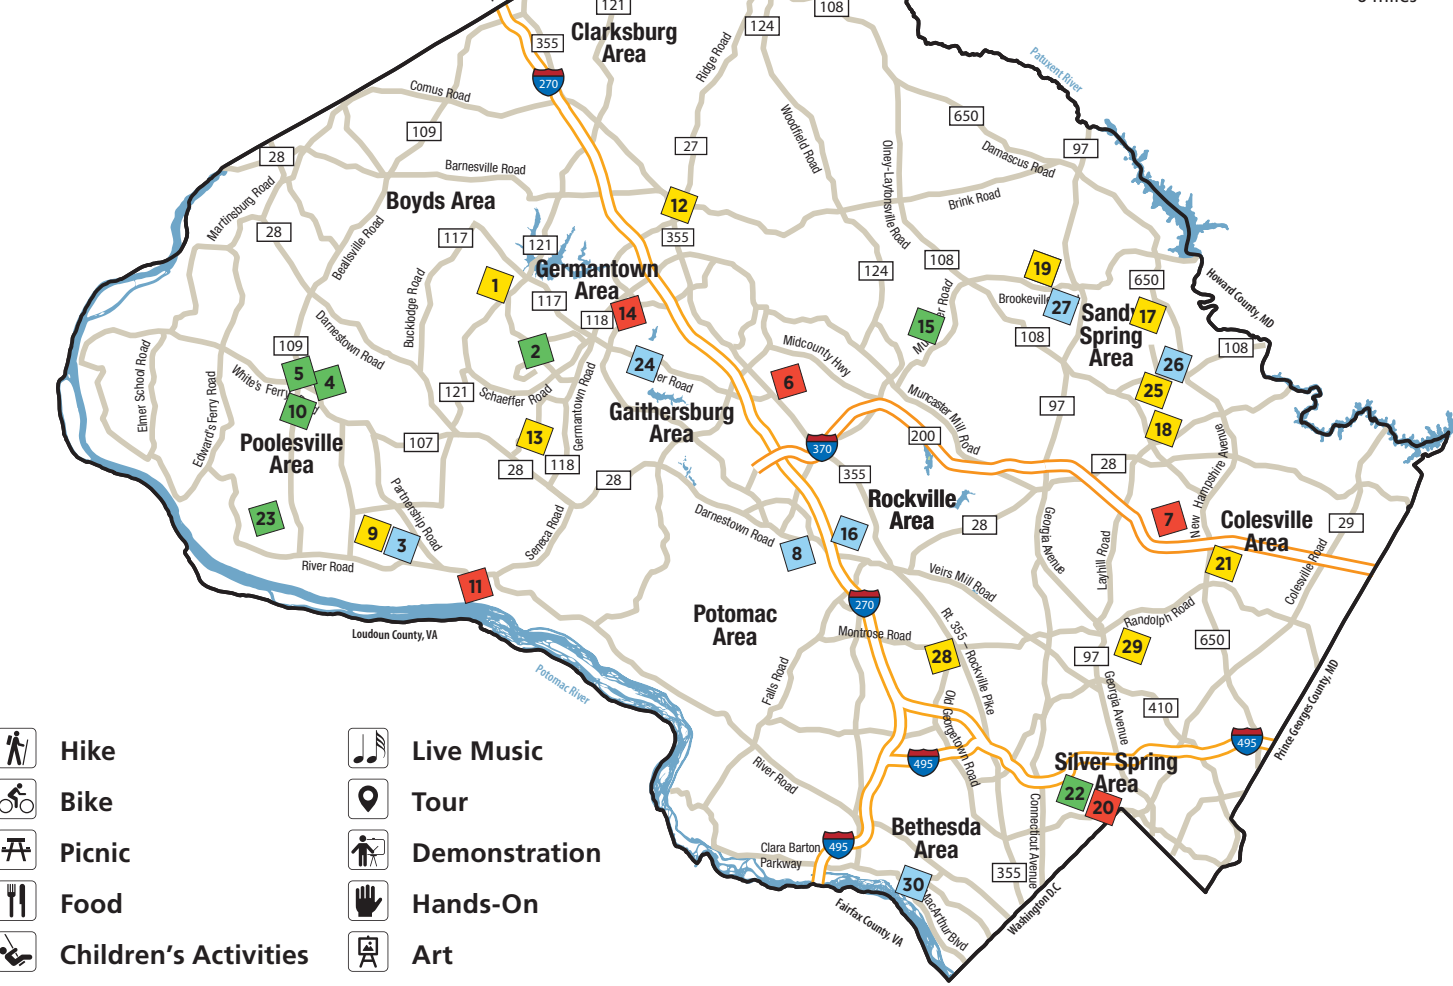 121
108
124
Clarksburg
Area
355
270
Ridge Road
Patuxent River
Comus Road
109
Woodfield Road
650
97
28
27
Olney-Laytonsville Road
Damascus Road
Barnesville Road
Martinsburg Road
Boyds Area
12
Brink Road
28
Beallsville Road
117
121
355
Germantown
Area
108
124
19
650
Howard County, MD
1
117
Bucklodge Road
118
14
Brookeville
27
Sandy
Spring
Area
17
15
Darnestown Road
109
2
24
Midcounty Hwy
108
26
108
Elmer School Road
Edward's Ferry Road
White's Ferry
5
4
10
121
Schaeffer Road
Germantown Road
er Road
6
25
Muncaster Mill Road
97
Poolesville
Area
107
13
Gaithersburg
Area
370
200
18
New Hampshire Avenue
28
118
28
355
28
Partnership Road
Rockville
Area
23
9
3
Seneca Road
Darnestown Road
8
16
28
Georgia Avenue
Layhill Road
7
Colesville
Area
29
21
Colesville Road
River Road
11
Veirs Mill Road
270
Loudoun County, VA
Potomac
Area
Montrose Road
Rt. 355 – Rockville Pike
Randolph Road
29
650
28
97
Potomac River
Falls Road
Old Georgetown Road
Georgia Avenue
410
Prince Georges County, MD
495
495
River Road
Silver Spring
Area
22
20
Connecticut Avenue
Bethesda
Area
495
Clara Barton
Parkway
355
30
MacArthur Blvd
Fairfax County, VA
Washington D.C
Hike
Live Music
Bike
Tour
Picnic
Demonstration
Food
Hands-On
Children's Activities
Art